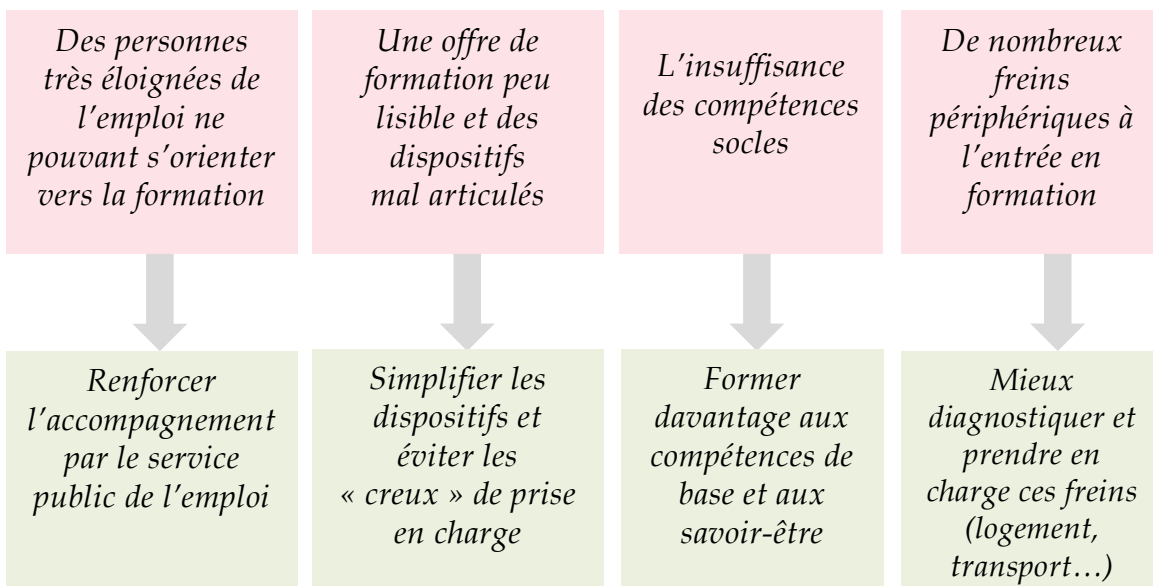 Des personnes
très éloignées de
l’emploi ne
pouvant s’orienter
vers la formation
Une offre de
formation peu
lisible et des
dispositifs
mal articulés
L’insuffisance
des compétences
socles
De nombreux
freins
périphériques à
l’entrée en
formation
Renforcer
l’accompagnement
par le service
public de l’emploi
Simplifier les
dispositifs et
éviter les
« creux » de prise
en charge
Former
davantage aux
compétences de
base et aux
savoir-être
Mieux
diagnostiquer et
prendre en
charge ces freins
(logement,
transport…)